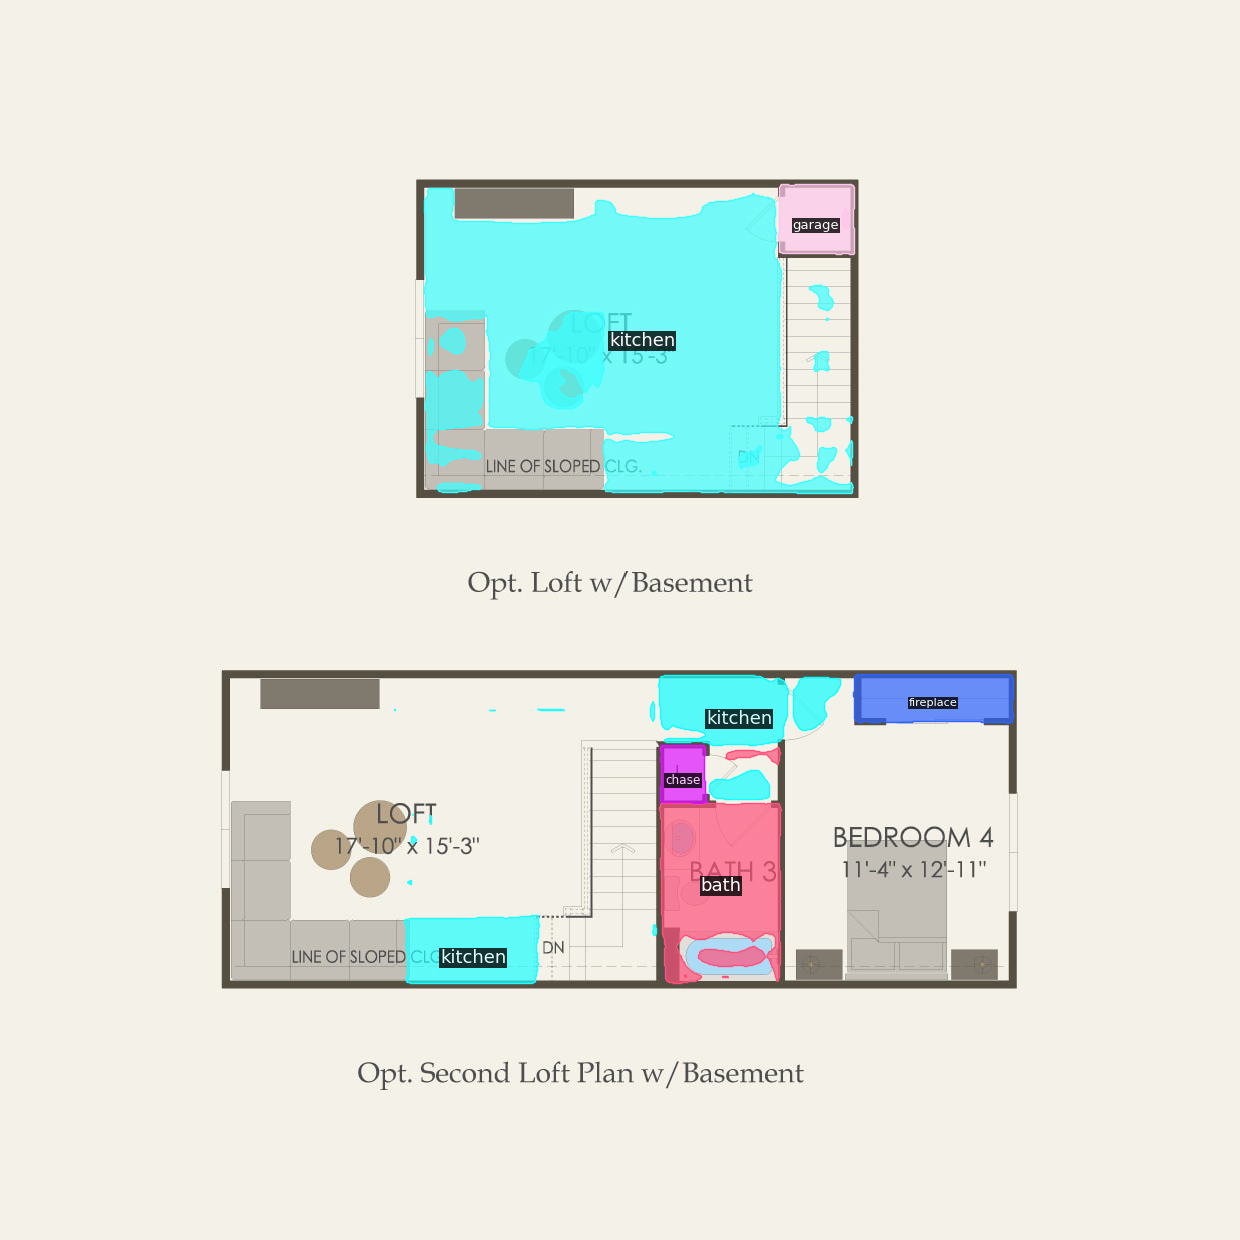 garage
LOFT
kitchen
17'-10" x 15'-3"
DN
LINE OF SLOPED CLG.
Opt. Loft w/Basement
kitchen
fireplace
chase
LOFT
17'-10" x 15'-3"
BEDROOM 4
11'-4" x 12'-11"
BATH 3
bath
DN
LINE OF SLOPED CLG
kitchen
Opt. Second Loft Plan w/Basement